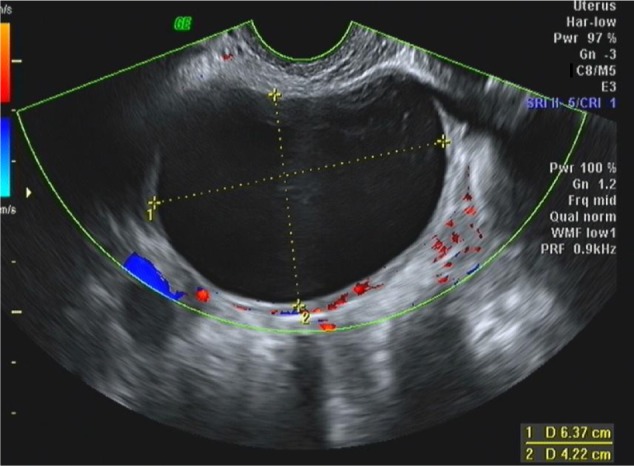 m/s
GE
Uterus
Har-low
Pwr 97 %
Gn -3
C8/M5
E3
SRI II 5/CRI 1
Pwr 100 %
Gn 1.2
Frq mid
Qual norm
WMF low1
PRF 0.9kHz
m/s
1
2
1 D 6.37 cm
2 D 4.22 cm